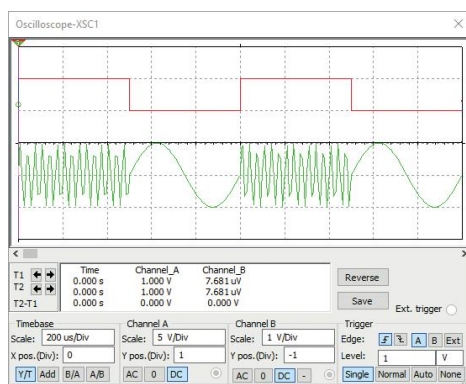 Oscilloscope-XSC1
Time Channel_A Channel_B
T1 0.000 s 1.000 V 7.681 uV
T2 0.000 s 1.000 V 7.681 uV
T2-T1 0.000 s 0.000 V 0.000 V
Reverse
Save
Ext. trigger
Timebase
Scale: 200 us/Div
X pos.(Div): 0
Y/T Add B/A A/B
Channel A
Scale: 5 V/Div
Y pos.(Div): 1
AC 0 DC
Channel B
Scale: 1 V/Div
Y pos.(Div): -1
AC 0 DC -
Trigger
Edge: A B Ext
Level: 1 V
Single Normal Auto None